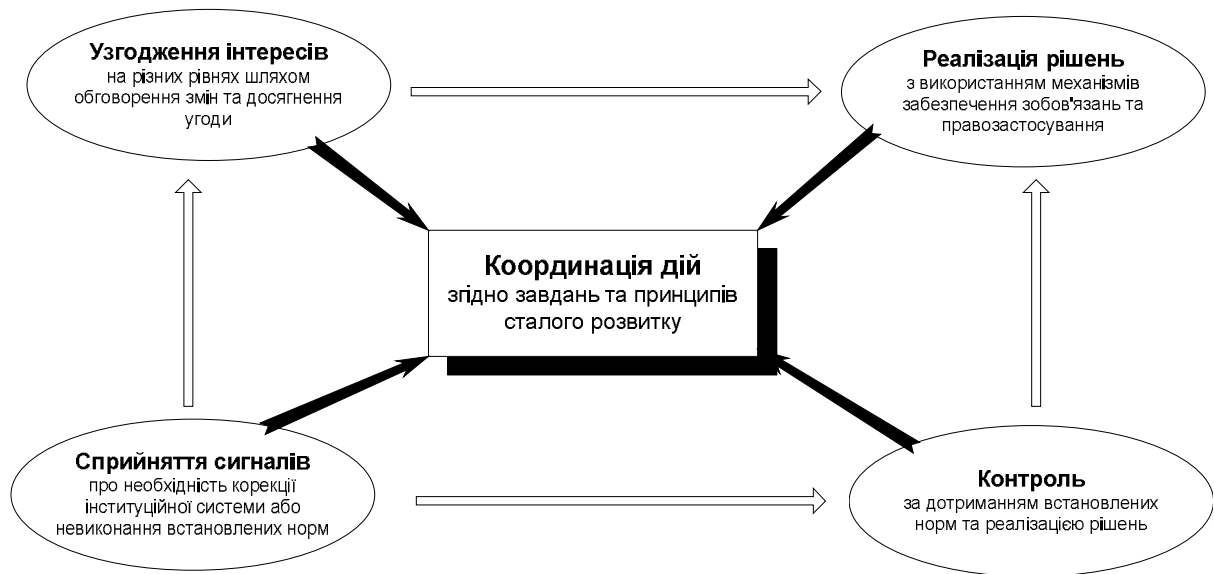 Узгодження інтересів
на різних рівнях шляхом
обговорення змін та досягнення
угоди
Реалізація рішень
з використанням механізмів
забезпечення зобов'язань та
правозастосування
Координація дій
згідно завдань та принципів
сталого розвитку
Сприйняття сигналів
про необхідність корекції
інституційної системи або
невиконання встановлених норм
Контроль
за дотриманням встановлених
норм та реалізацією рішень